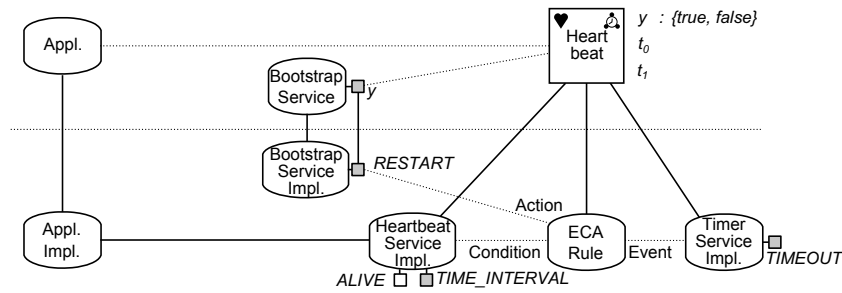 Appl.
Heart
beat
y : {true, false}
t0
t1
Bootstrap
Service
y
Bootstrap
Service
Impl.
RESTART
Action
Appl.
Impl.
Heartbeat
Service
Impl.
Condition
ECA
Rule
Event
Timer
Service
Impl.
TIMEOUT
ALIVE
TIME_INTERVAL